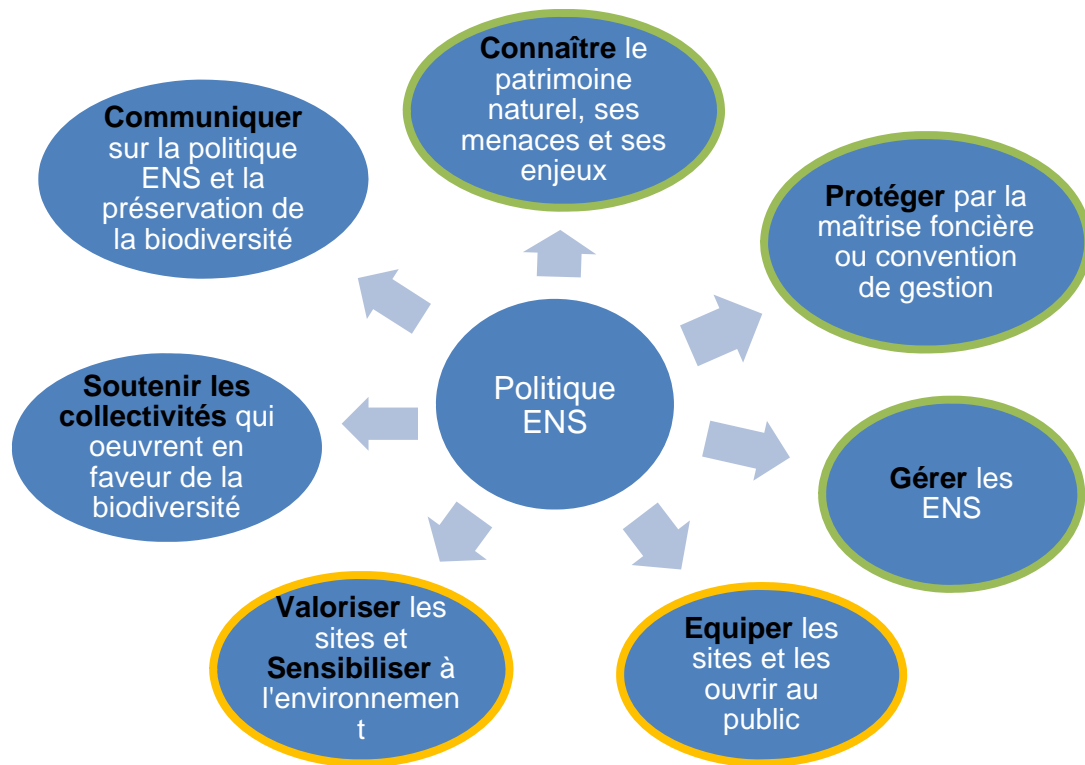 Connaître le
patrimoine
naturel, ses
menaces et ses
enjeux
Protéger par la
maîtrise foncière
ou convention
de gestion
Gérer les
ENS
Equiper les
sites et les
ouvrir au
public
Valoriser les
sites et
Sensibiliser à
l'environnemen
t
Soutenir les
collectivités qui
oeuvrent en
faveur de la
biodiversité
Communiquer
sur la politique
ENS et la
préservation de
la biodiversité
Politique
ENS